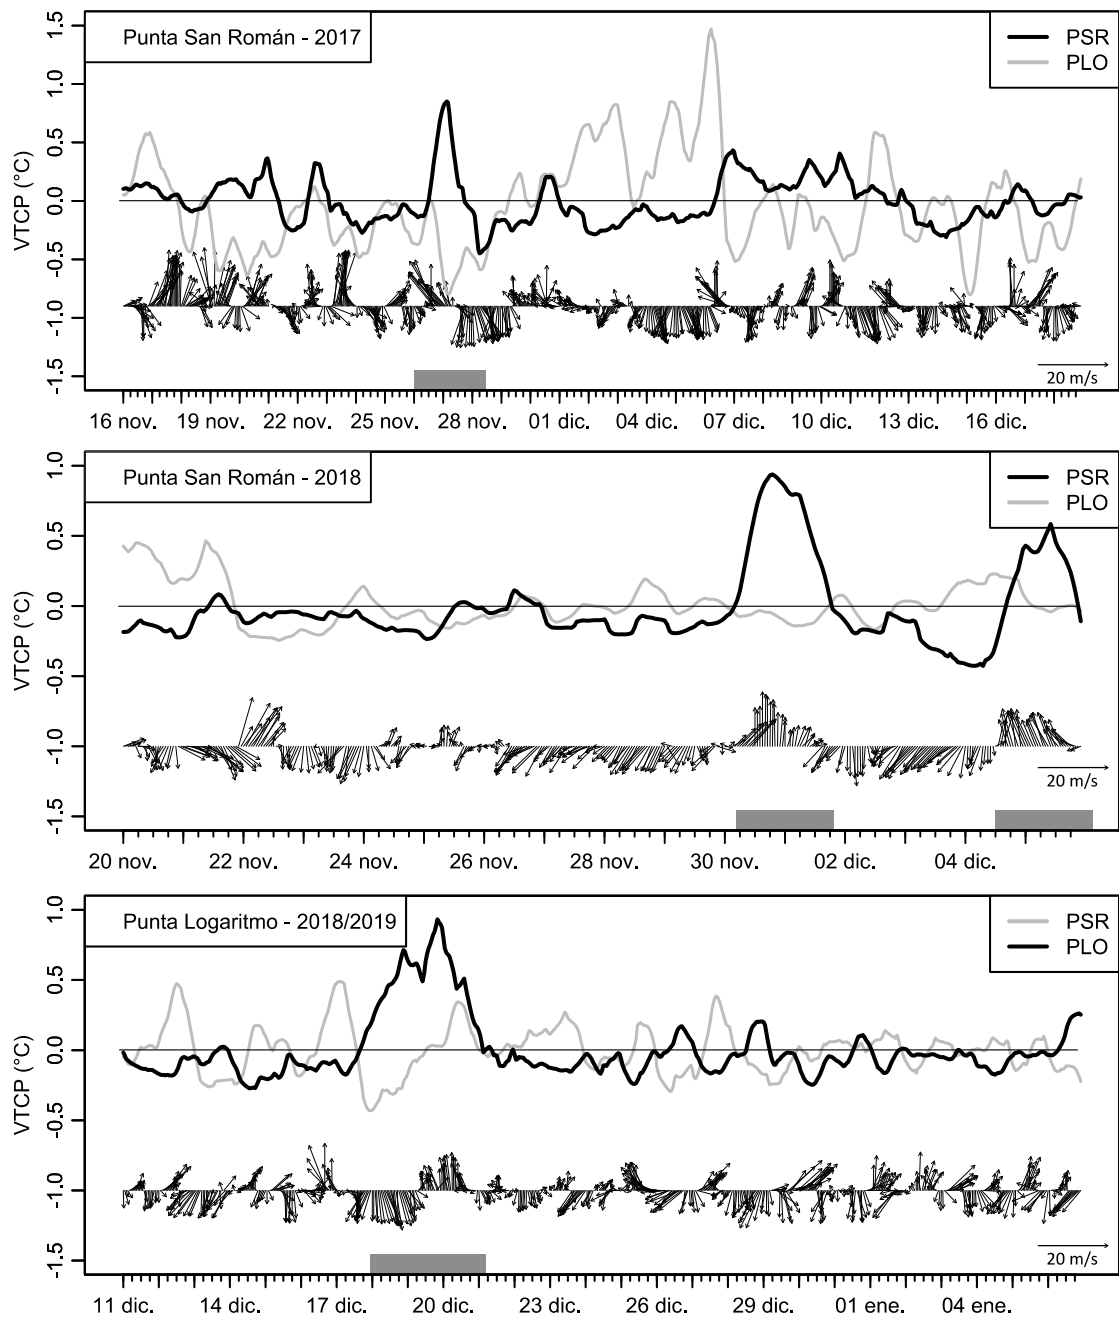 Punta San Román - 2017
PSR
PLO
VTCP (°C)
1.5
1.0
0.5
0.0
-0.5
-1.0
-1.5
20 m/s
16 nov. 19 nov. 22 nov. 25 nov. 28 nov. 01 dic. 04 dic. 07 dic. 10 dic. 13 dic. 16 dic.
Punta San Román - 2018
PSR
PLO
VTCP (°C)
1.0
0.5
0.0
-0.5
-1.0
-1.5
20 m/s
20 nov. 22 nov. 24 nov. 26 nov. 28 nov. 30 nov. 02 dic. 04 dic.
Punta Logaritmo - 2018/2019
PSR
PLO
VTCP (°C)
1.0
0.5
0.0
-0.5
-1.0
-1.5
20 m/s
11 dic. 14 dic. 17 dic. 20 dic. 23 dic. 26 dic. 29 dic. 01 ene. 04 ene.